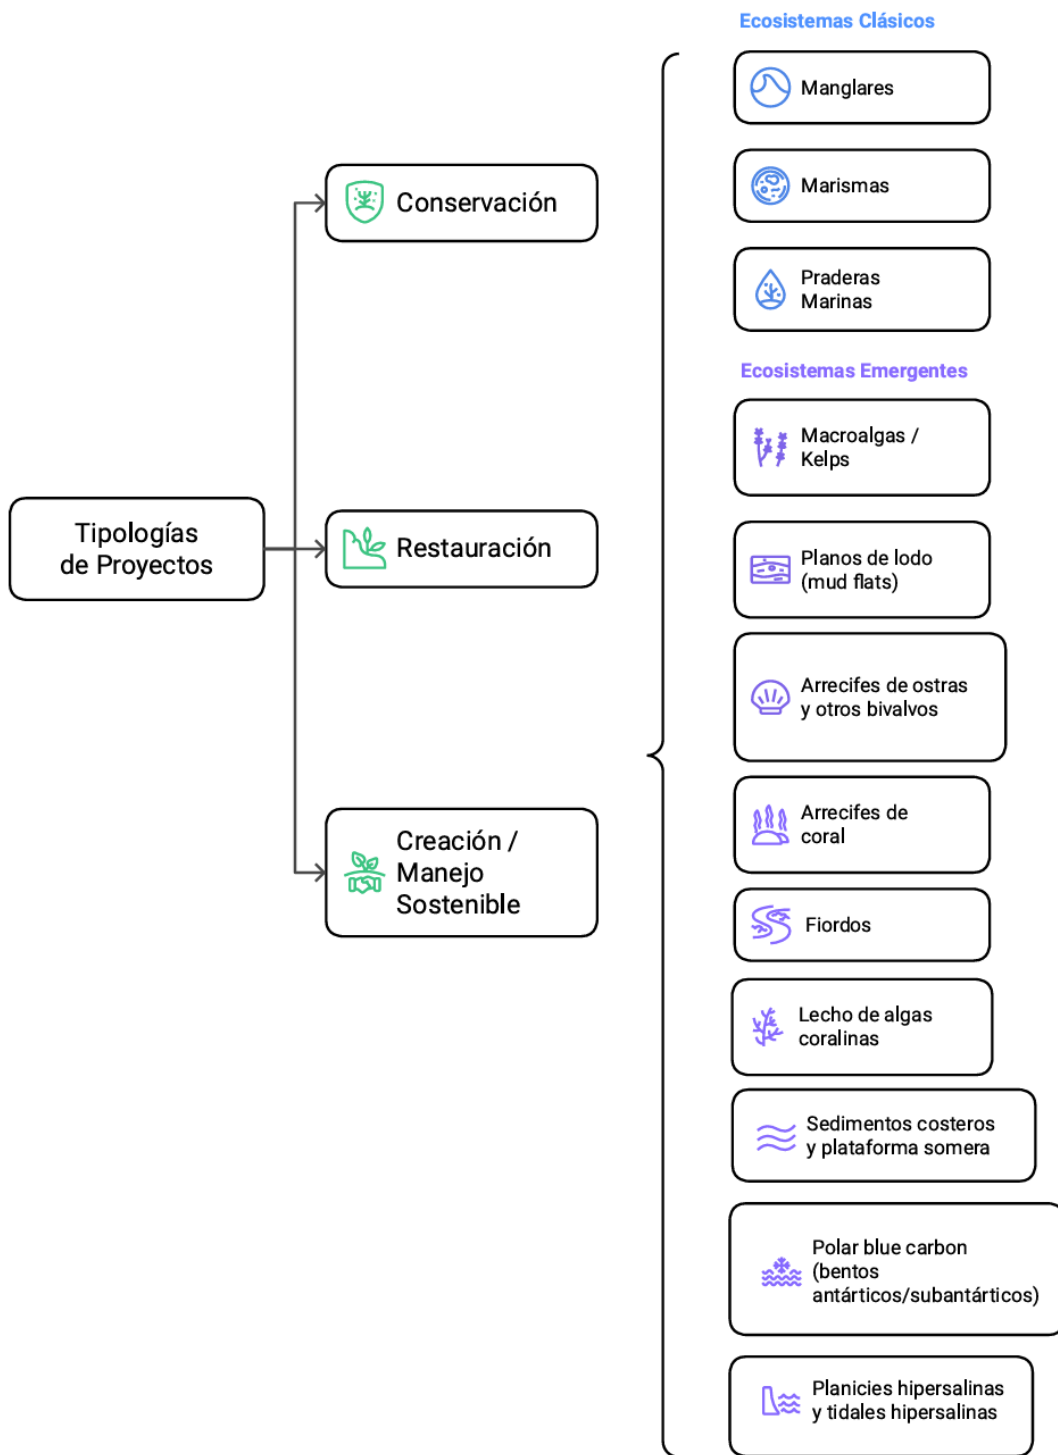 Tipologías
de Proyectos
Conservación
Restauración
Creación /
Manejo
Sostenible
Ecosistemas Clásicos
Manglares
Marismas
Praderas
Marinas
Ecosistemas Emergentes
Macroalgas /
Kelps
Planos de lodo
(mud flats)
Arrecifes de ostras
y otros bivalvos
Arrecifes de
coral
Fiordos
Lecho de algas
coralinas
Sedimentos costeros
y plataforma somera
Polar blue carbon
(bentos
antárticos/subantárticos)
Planicies hipersalinas
y tidales hipersalinas